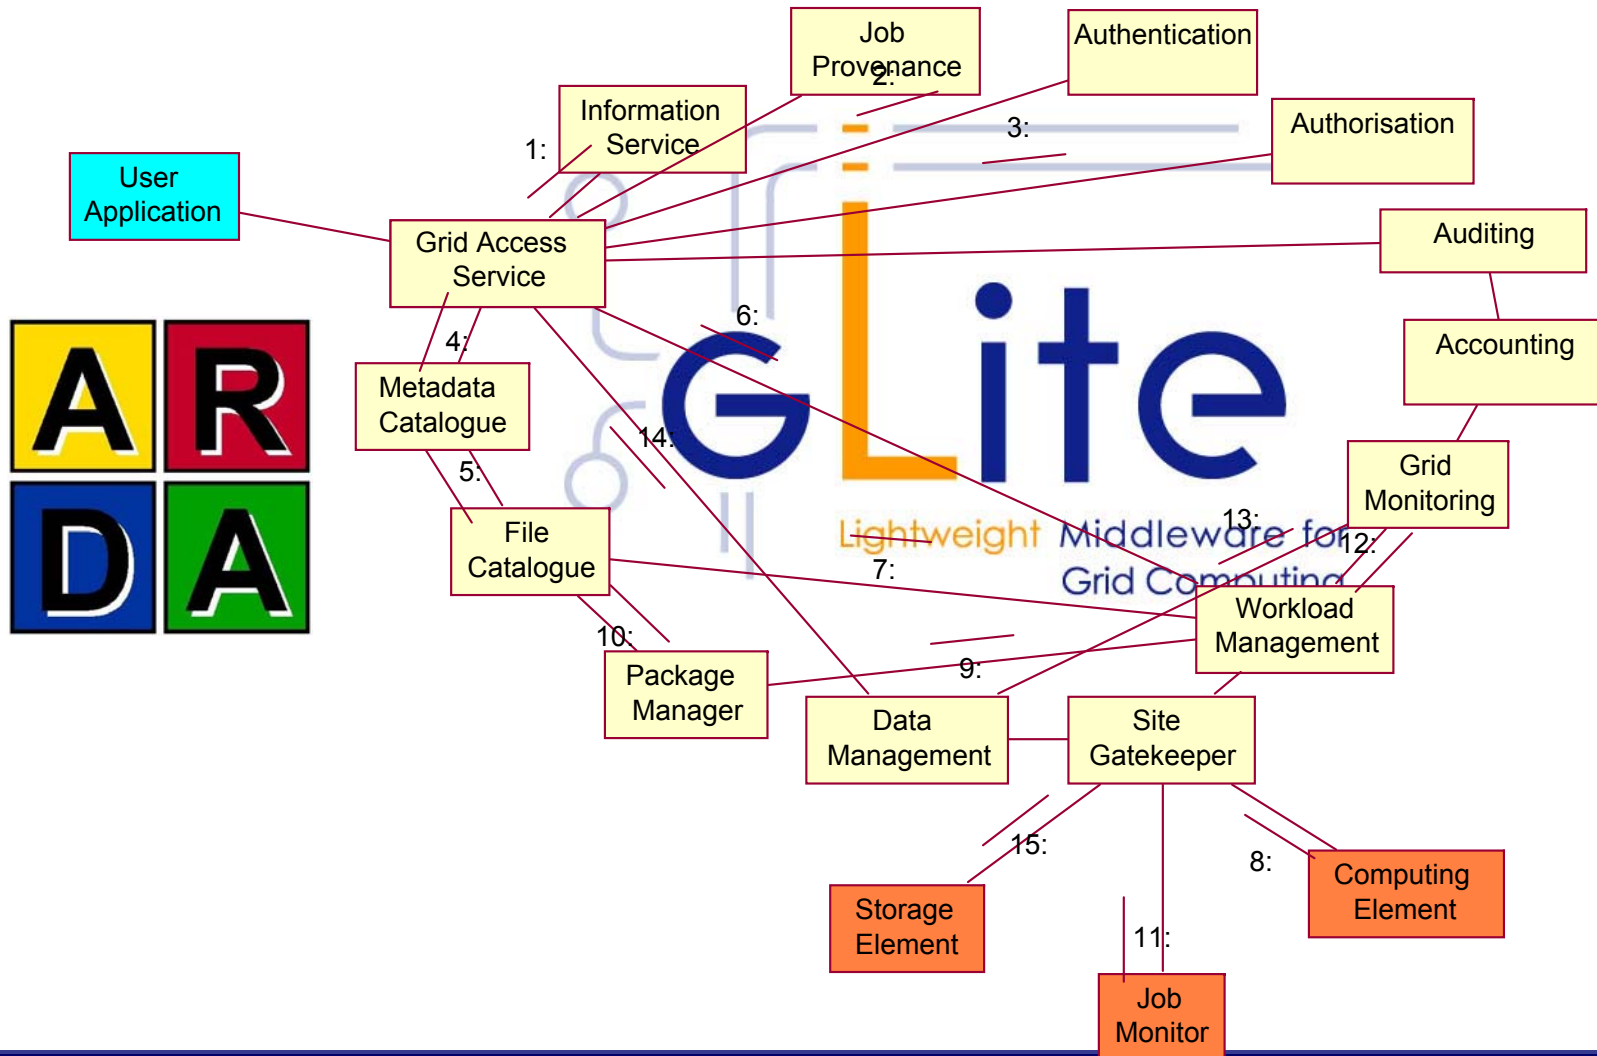 Job
Provenance
2:
Authentication
Information
Service
1:
3:
Authorisation
User
Application
Grid Access
Service
Auditing
6:
4:
Accounting
A R
D A
gLite
Metadata
Catalogue
14:
5:
Grid
Monitoring
Lightweight Middleware for
Grid Computing
13:
12:
File
Catalogue
7:
Workload
Management
10:
9:
Package
Manager
Data
Management
Site
Gatekeeper
15:
8:
Computing
Element
Storage
Element
11:
Job
Monitor